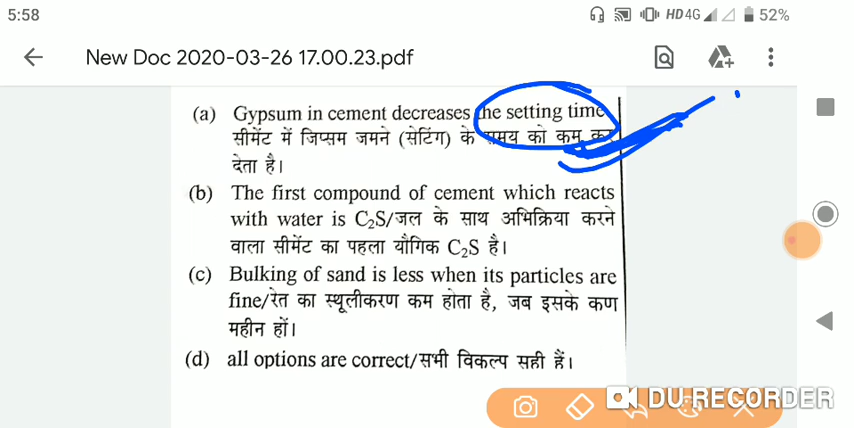 5:58
HD 4G 52%
New Doc 2020-03-26 17.00.23.pdf
(a) Gypsum in cement decreases the setting time
सीमेंट में जिप्सम जमने (सेटिंग) के समय को कम कर
देता है।
(b) The first compound of cement which reacts
with water is C₂S/जल के साथ अभिक्रिया करने
वाला सीमेंट का पहला यौगिक C₂S है।
(c) Bulking of sand is less when its particles are
fine/रेत का स्थूलीकरण कम होता है, जब इसके कण
महीन हों।
(d) all options are correct/सभी विकल्प सही हैं।
DU RECORDER